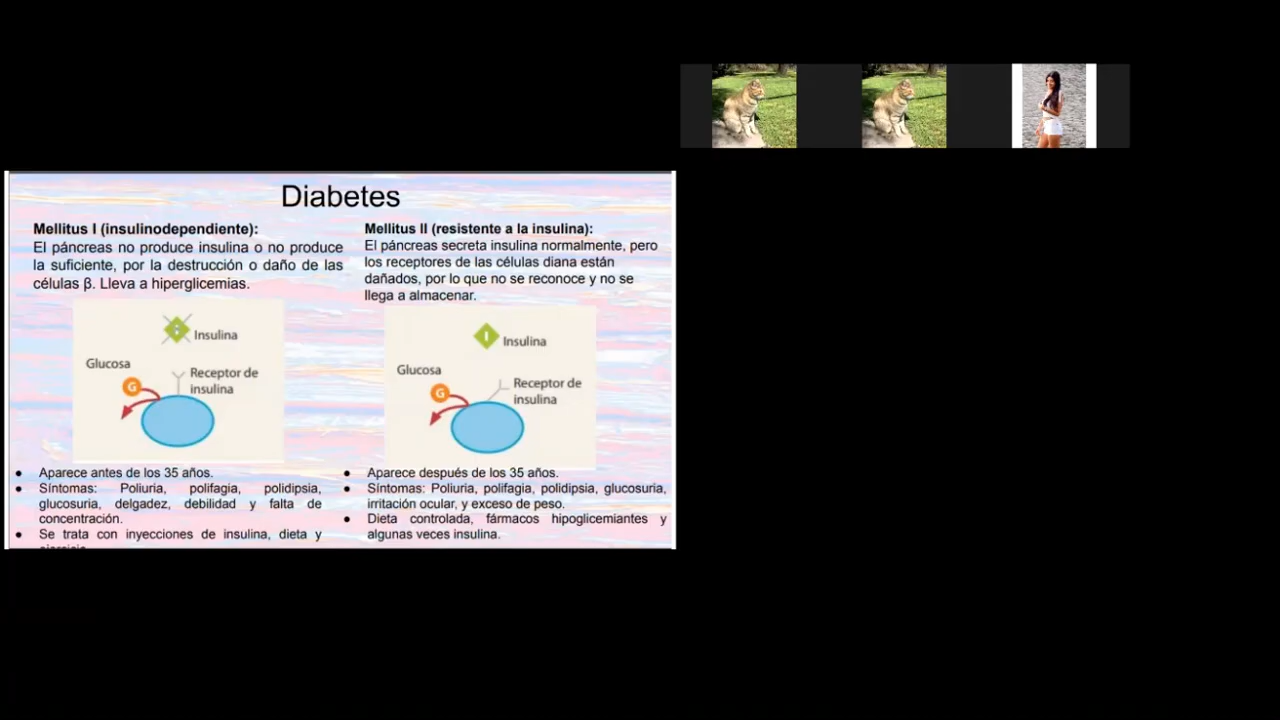 Diabetes
Mellitus I (insulinodependiente):
El páncreas no produce insulina o no produce
la suficiente, por la destrucción o daño de las
células β. Lleva a hiperglicemias.
Insulina
Glucosa
G
Receptor de
insulina
Aparece antes de los 35 años.
Síntomas: Poliuria, polifagia, polidipsia,
glucosuria, delgadez, debilidad y falta de
concentración.
Se trata con inyecciones de insulina, dieta y
Mellitus II (resistente a la insulina):
El páncreas secreta insulina normalmente, pero
los receptores de las células diana están
dañados, por lo que no se reconoce y no se
llega a almacenar.
I Insulina
Glucosa
G
Receptor de
insulina
Aparece después de los 35 años.
Síntomas: Poliuria, polifagia, polidipsia, glucosuria,
irritación ocular, y exceso de peso.
Dieta controlada, fármacos hipoglicemiantes y
algunas veces insulina.